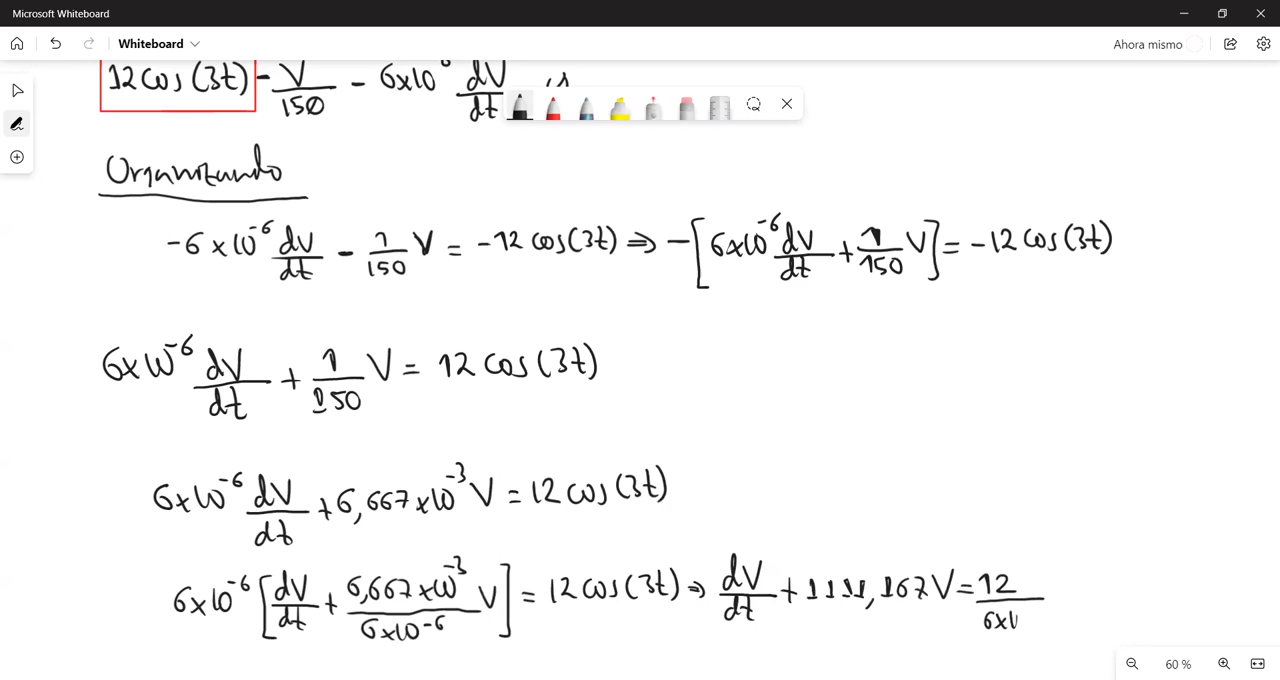 Microsoft Whiteboard
Whiteboard
Ahora mismo
12 cos(3t) - V/150 - 6x10 dV/dt
Organizando
-6x10^-6 dv/dt - 1/150 V = -12 cos(3t) ⇒ -[6x10^-6 dv/dt + 1/150 V] = -12 cos(3t)
6x10^-6 dV/dt + 1/150 V = 12 cos(3t)
6x10^-6 dV/dt + 6,667x10^-3 V = 12 cos(3t)
6x10^-6 [dV/dt + 6,667x10^-3/6x10^-6 V] = 12 cos(3t) ⇒ dV/dt + 1111,167 V = 12/6x1
60 %